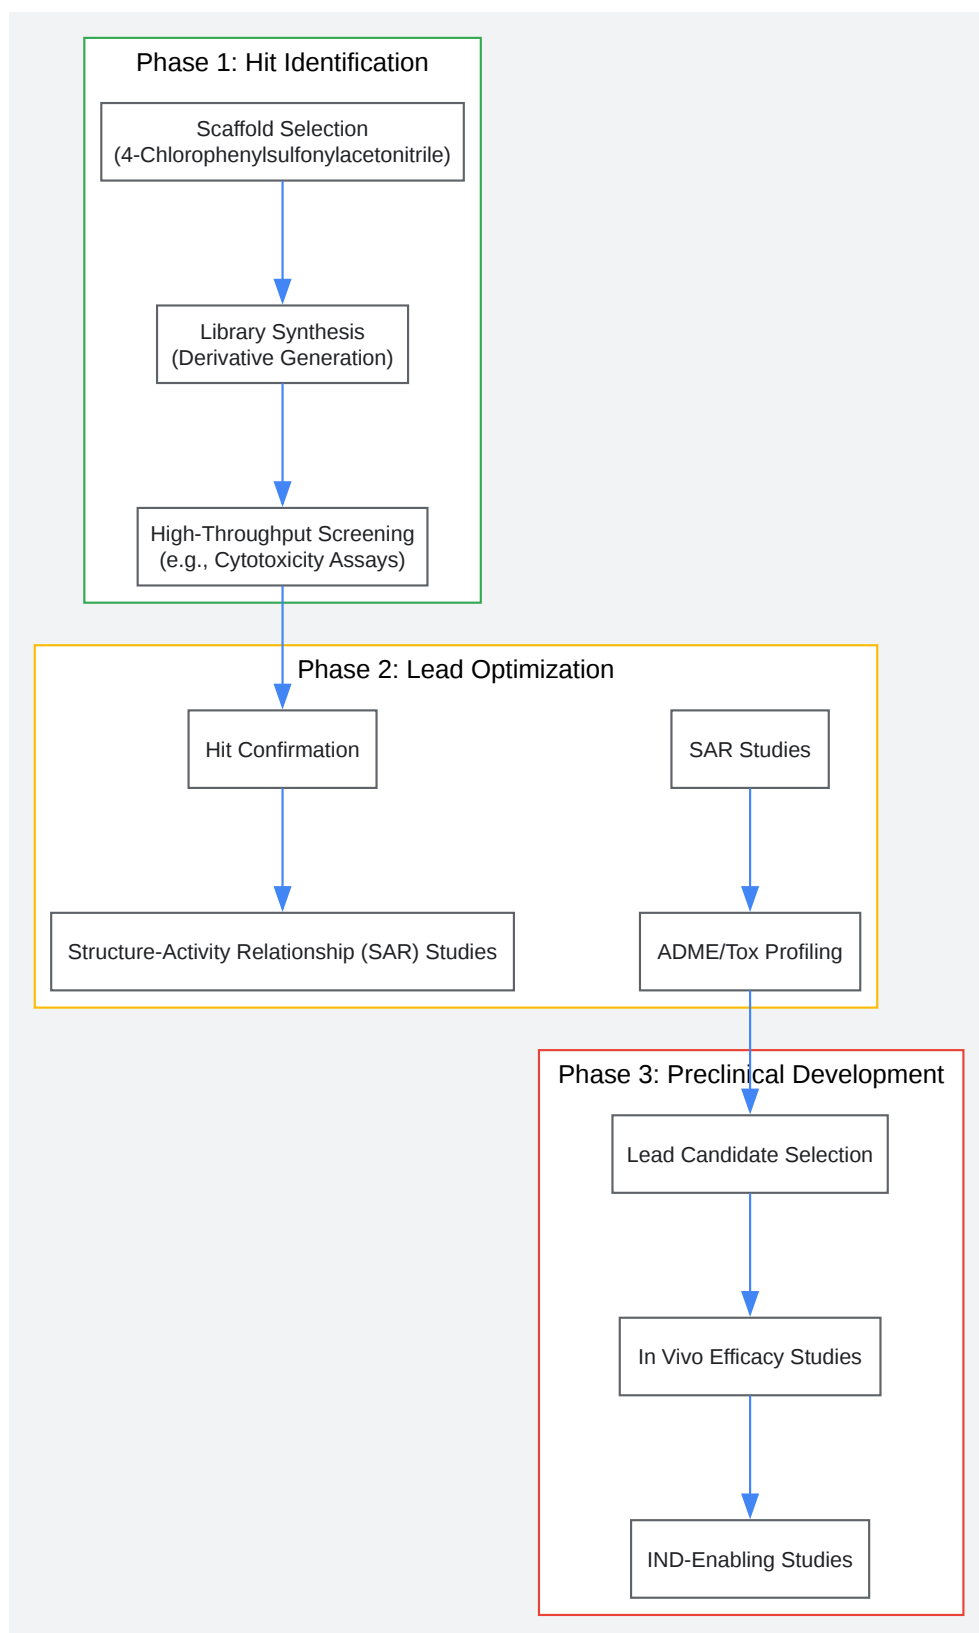 Phase 1: Hit Identification
Scaffold Selection
(4-Chlorophenylsulfonylacetonitrile)
Library Synthesis
(Derivative Generation)
High-Throughput Screening
(e.g., Cytotoxicity Assays)
Phase 2: Lead Optimization
Hit Confirmation
SAR Studies
Structure-Activity Relationship (SAR) Studies
ADME/Tox Profiling
Phase 3: Preclinical Development
Lead Candidate Selection
In Vivo Efficacy Studies
IND-Enabling Studies